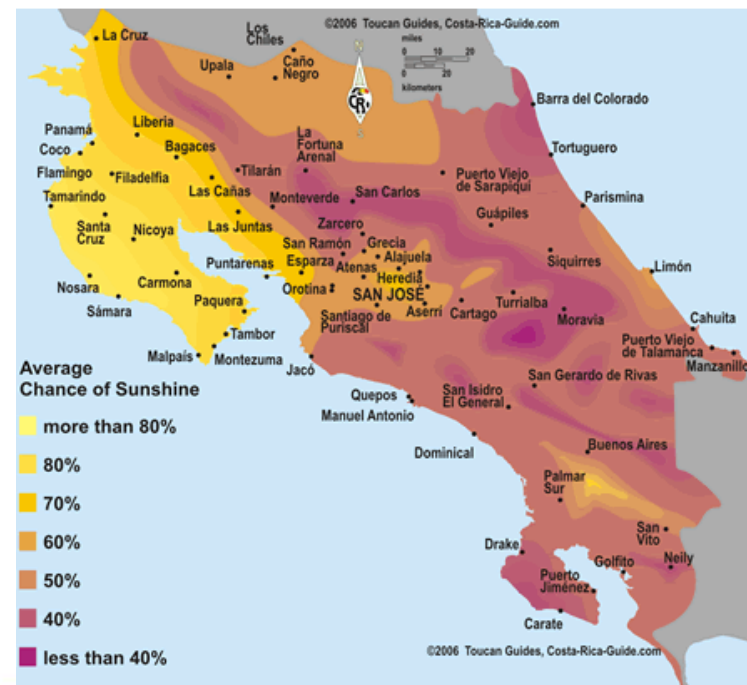 ©2006 Toucan Guides, Costa-Rica-Guide.com
miles
0 10 20
0 20
kilometers
N
CR
La Cruz
Los
Chiles
Upala
Caño
Negro
Barra del Colorado
Liberia
Panamá
Coco
Bagaces
La
Fortuna
Arenal
Tortuguero
Flamingo
Filadelfia
Tilarán
Puerto Viejo
de Sarapiquí
Tamarindo
Las Cañas
Monteverde
San Carlos
Parismina
Santa
Cruz
Nicoya
Las Juntas
Zarcero
Guápiles
San Ramón
Grecia
Puntarenas
Esparza
Atenas
Alajuela
Siquirres
Limón
Heredia
Nosara
Carmona
Orotina
SAN JOSÉ
Sámara
Paquera
Santiago de
Puriscal
Aserrí
Cartago
Turrialba
Moravia
Cahuita
Tambor
Puerto Viejo
de Talamanca
Malpaís
Montezuma
Jacó
Manzanillo
San Gerardo de Rivas
Quepos
Manuel Antonio
San Isidro
El General
Dominical
Buenos Aires
Palmar
Sur
San
Vito
Drake
Golfito
Neily
Puerto
Jiménez
Carate
Average
Chance of Sunshine
more than 80%
80%
70%
60%
50%
40%
less than 40%
©2006 Toucan Guides, Costa-Rica-Guide.com